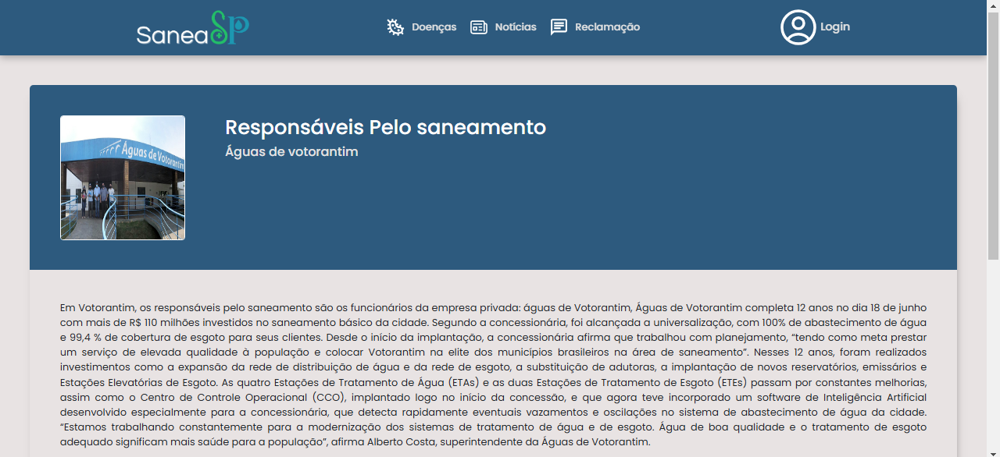 SaneaSP
Doenças
Notícias
Reclamação
Login
Águas de Votorantim
Responsáveis Pelo saneamento
Águas de votorantim
Em Votorantim, os responsáveis pelo saneamento são os funcionários da empresa privada: águas de Votorantim, Águas de Votorantim completa 12 anos no dia 18 de junho
com mais de R$ 110 milhões investidos no saneamento básico da cidade. Segundo a concessionária, foi alcançada a universalização, com 100% de abastecimento de água
e 99,4 % de cobertura de esgoto para seus clientes. Desde o início da implantação, a concessionária afirma que trabalhou com planejamento, “tendo como meta prestar
um serviço de elevada qualidade à população e colocar Votorantim na elite dos municípios brasileiros na área de saneamento”. Nesses 12 anos, foram realizados
investimentos como a expansão da rede de distribuição de água e da rede de esgoto, a substituição de adutoras, a implantação de novos reservatórios, emissários e
Estações Elevatórias de Esgoto. As quatro Estações de Tratamento de Água (ETAs) e as duas Estações de Tratamento de Esgoto (ETEs) passam por constantes melhorias,
assim como o Centro de Controle Operacional (CCO), implantado logo no início da concessão, e que agora teve incorporado um software de Inteligência Artificial
desenvolvido especialmente para a concessionária, que detecta rapidamente eventuais vazamentos e oscilações no sistema de abastecimento de água da cidade.
“Estamos trabalhando constantemente para a modernização dos sistemas de tratamento de água e de esgoto. Água de boa qualidade e o tratamento de esgoto
adequado significam mais saúde para a população”, afirma Alberto Costa, superintendente da Águas de Votorantim.